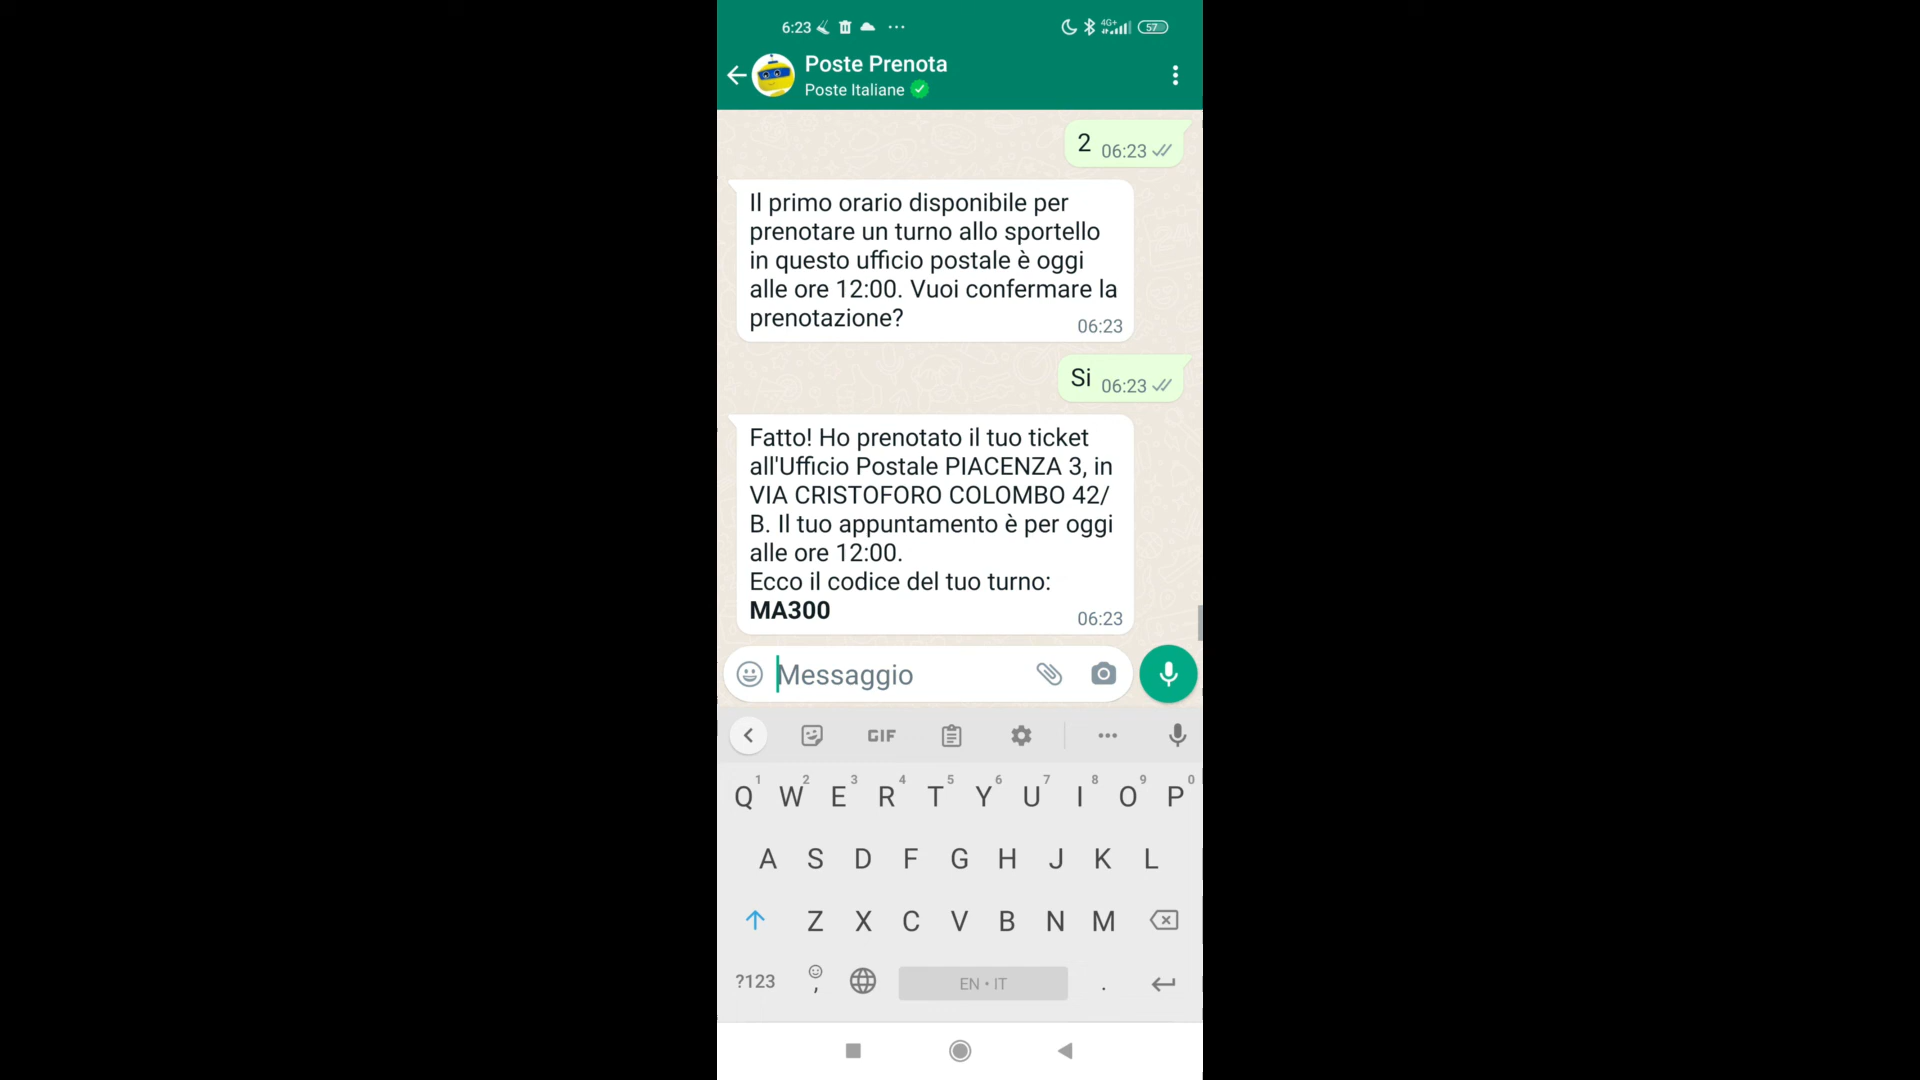 6:23
4G+
57
Poste Prenota
Poste Italiane
2 06:23
Il primo orario disponibile per
prenotare un turno allo sportello
in questo ufficio postale è oggi
alle ore 12:00. Vuoi confermare la
prenotazione? 06:23
Si 06:23
Fatto! Ho prenotato il tuo ticket
all'Ufficio Postale PIACENZA 3, in
VIA CRISTOFORO COLOMBO 42/
B. Il tuo appuntamento è per oggi
alle ore 12:00.
Ecco il codice del tuo turno:
MA300 06:23
Messaggio
GIF
Q 1 W 2 E 3 R 4 T 5 Y 6 U 7 I 8 O 9 P 0
A S D F G H J K L
Z X C V B N M
?123 , EN • IT .